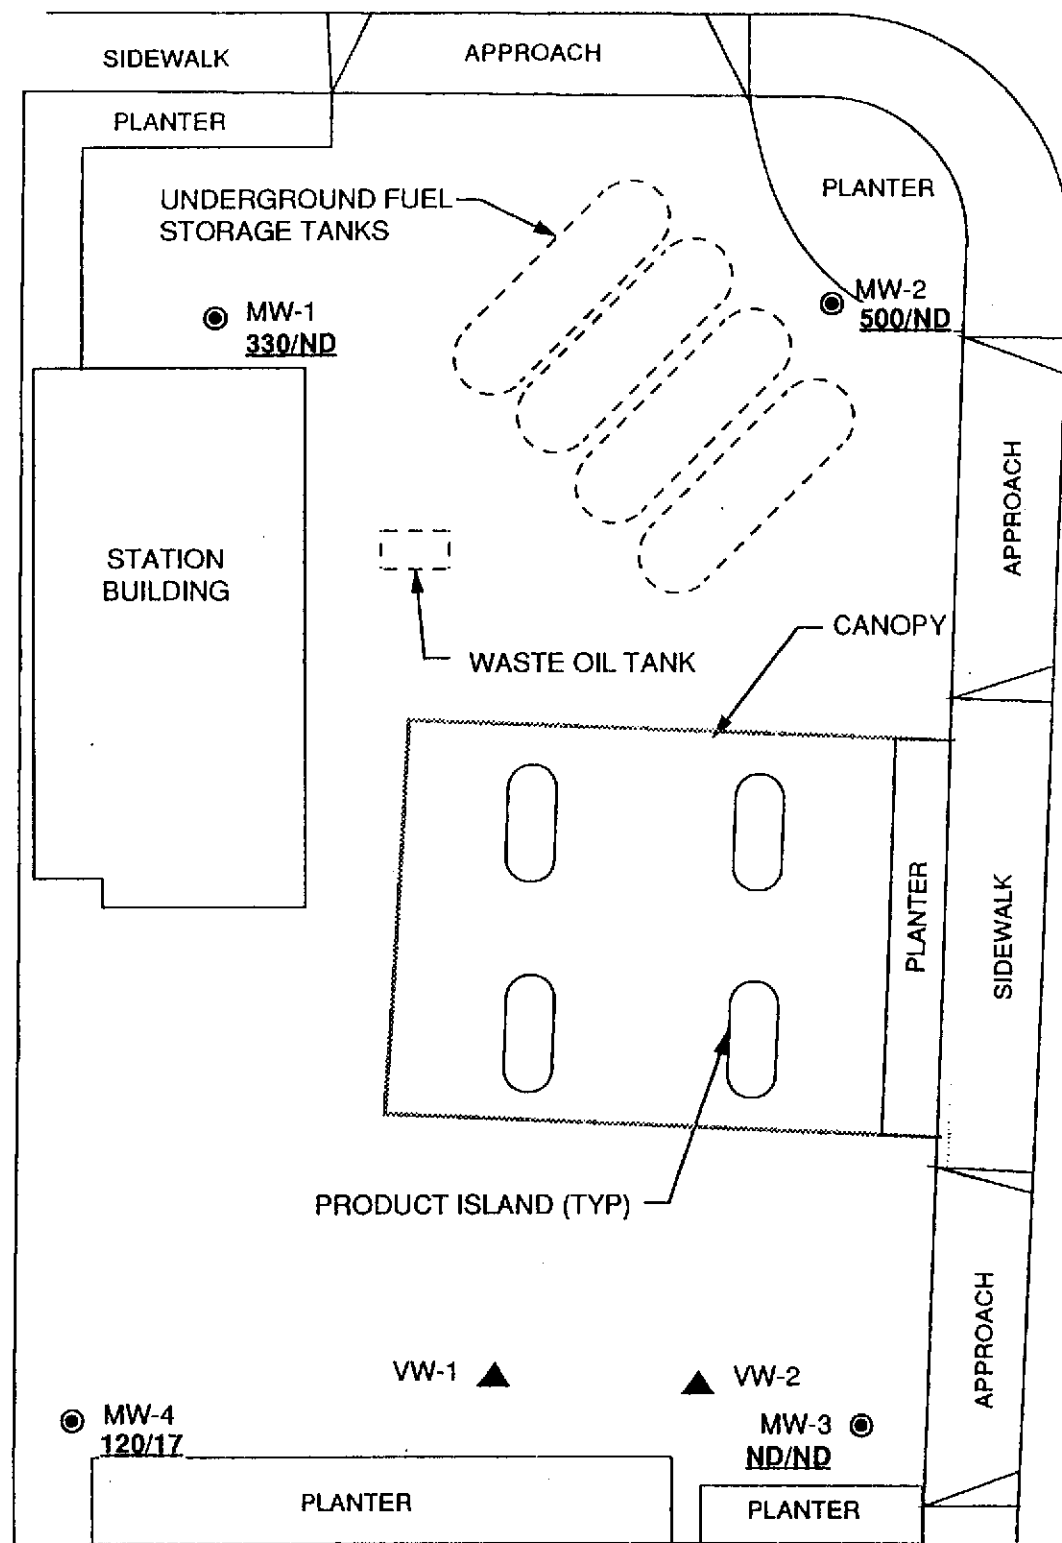 SIDEWALK
APPROACH
PLANTER
UNDERGROUND FUEL
STORAGE TANKS
PLANTER
MW-1
330/ND
MW-2
500/ND
APPROACH
STATION
BUILDING
WASTE OIL TANK
CANOPY
PLANTER
SIDEWALK
PRODUCT ISLAND (TYP)
APPROACH
VW-1
VW-2
MW-4
120/17
MW-3
ND/ND
PLANTER
PLANTER